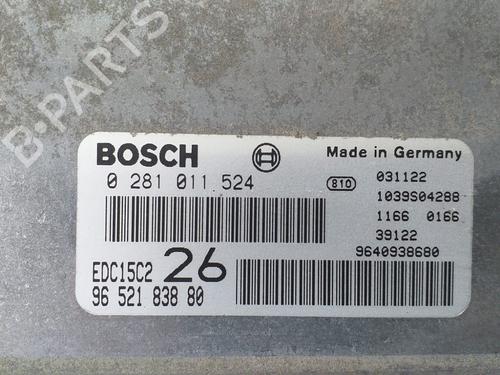 B-PARTS
BOSCH
Made in Germany
0 281 011 524
810
031122
1039S04288
1166 0166
39122
EDC15C2 26
9640938680
96 521 838 80